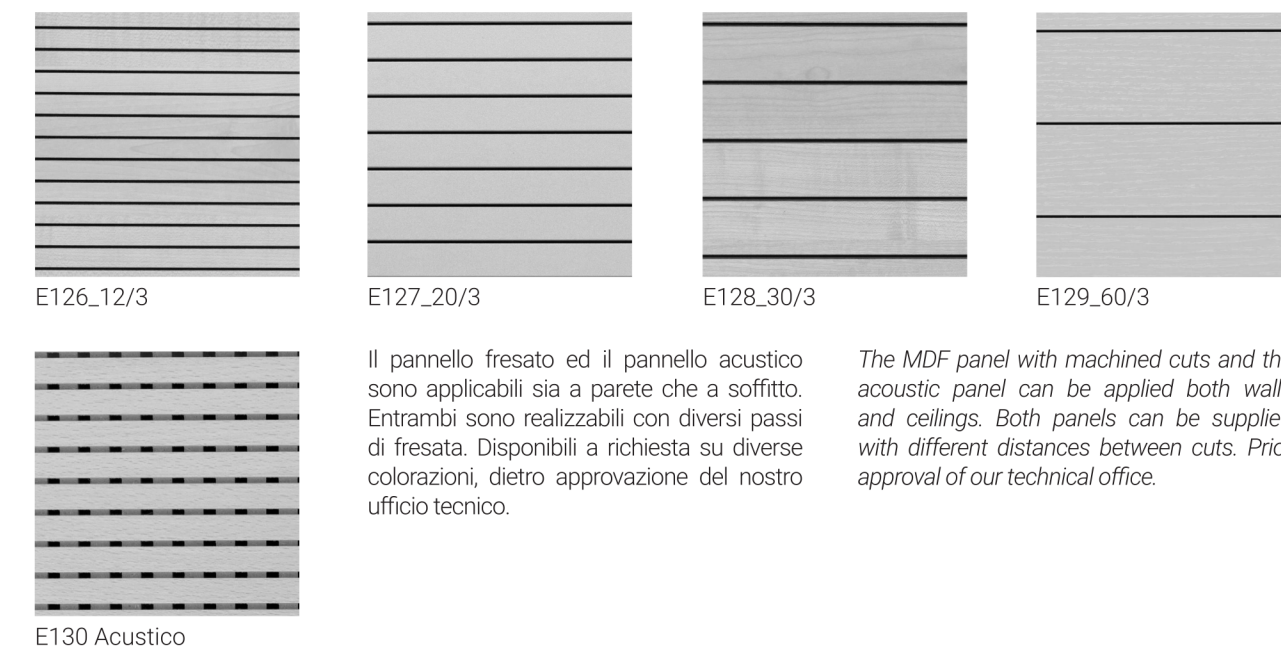 E126_12/3
E127_20/3
E128_30/3
E129_60/3
E130 Acustico
Il pannello fresato ed il pannello acustico
sono applicabili sia a parete che a soffitto.
Entrambi sono realizzabili con diversi passi
di fresata. Disponibili a richiesta su diverse
colorazioni, dietro approvazione del nostro
ufficio tecnico.
The MDF panel with machined cuts and th
acoustic panel can be applied both wall
and ceilings. Both panels can be supplie
with different distances between cuts.
approval of our technical office.